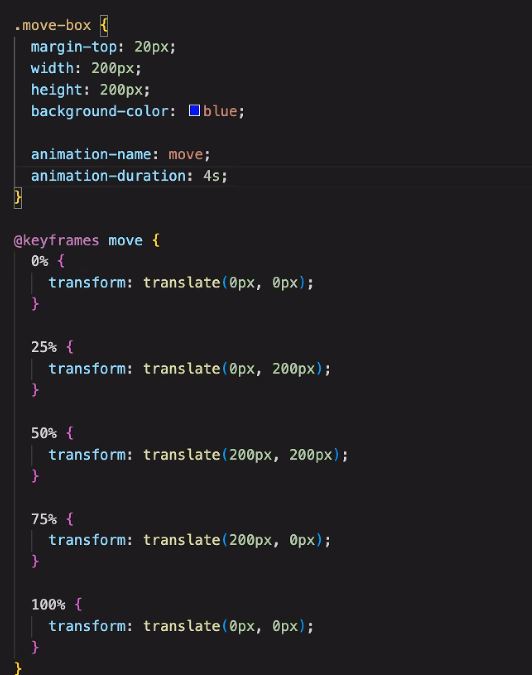 .move-box {
margin-top: 20px;
width: 200px;
height: 200px;
background-color: blue;
animation-name: move;
animation-duration: 4s;
}
@keyframes move {
0% {
transform: translate(0px, 0px);
}
25% {
transform: translate(0px, 200px);
}
50% {
transform: translate(200px, 200px);
}
75% {
transform: translate(200px, 0px);
}
100% {
transform: translate(0px, 0px);
}
}